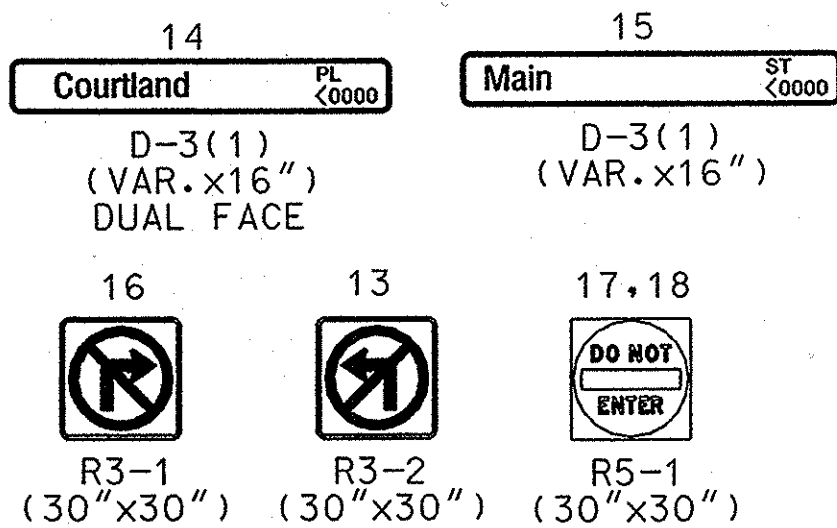 14
Courtland PL <0000
D-3(1)
(VAR.x16")
DUAL FACE
15
Main ST <0000
D-3(1)
(VAR.x16")
16
R3-1
(30"x30")
13
R3-2
(30"x30")
17,18
DO NOT
ENTER
R5-1
(30"x30")